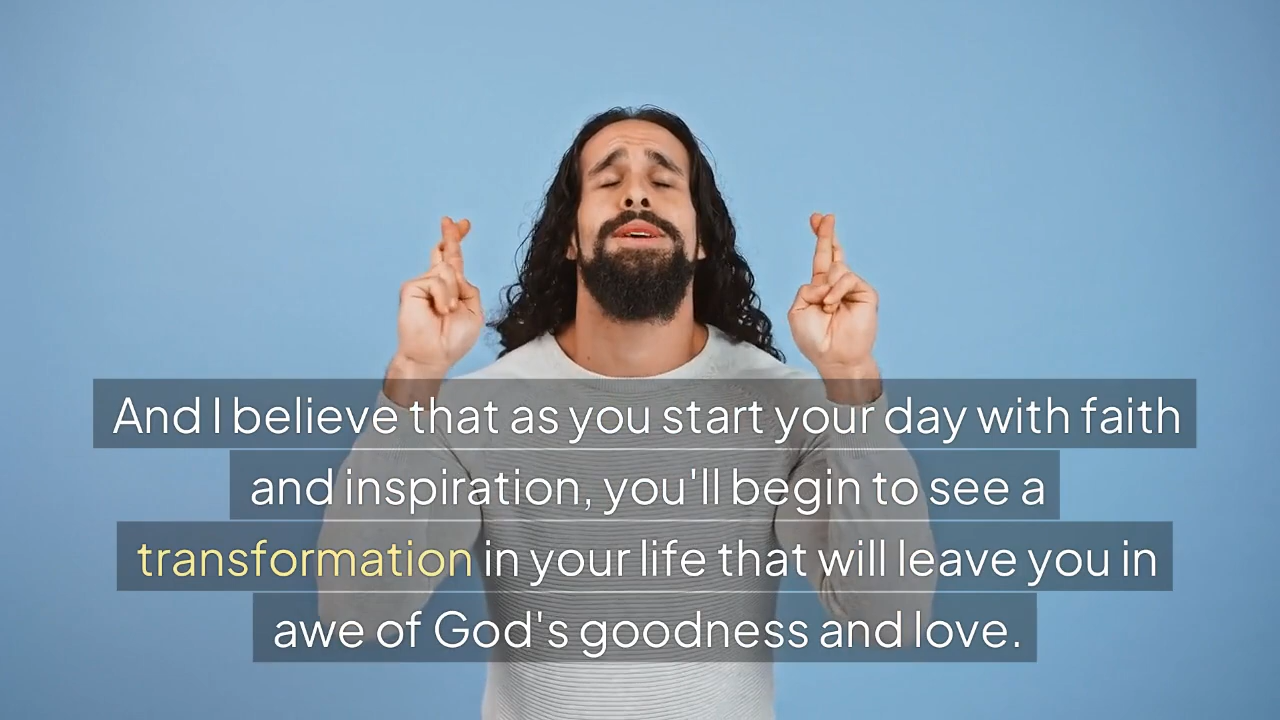 And I believe that as you start your day with faith
and inspiration, you'll begin to see a
transformation in your life that will leave you in
awe of God's goodness and love.